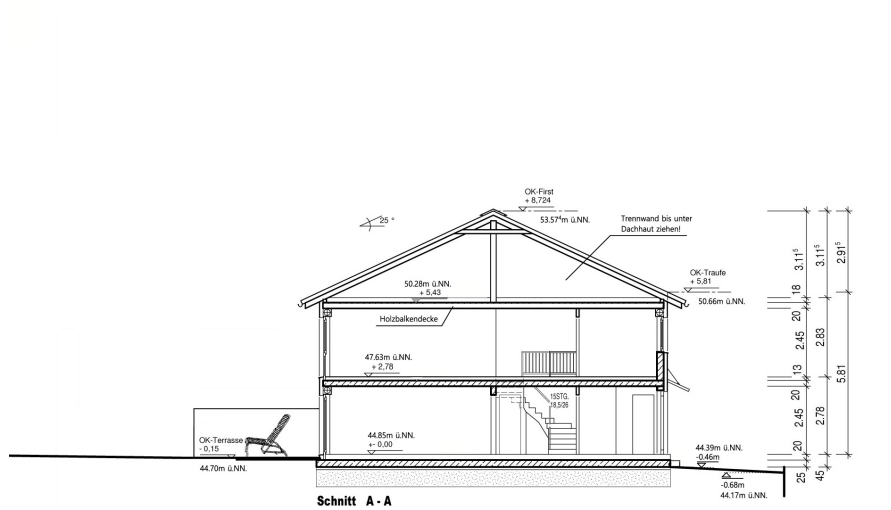 OK-First
+ 8,724
53.57⁴m ü.NN.
25 °
Trennwand bis unter
Dachhaut ziehen!
OK-Traufe
+ 5,81
50.66m ü.NN.
50.28m ü.NN.
+ 5,43
Holzbalkendecke
47.63m ü.NN.
+ 2,78
15STG.
18,5/26
OK-Terrasse
- 0,15
44.70m ü.NN.
44.85m ü.NN.
+- 0,00
44.39m ü.NN.
-0.46m
-0.68m
44.17m ü.NN.
3.11⁵
18
20
2.45
13
20
2.45
20
25
3.11⁵
2.83
2.78
45
2.91⁵
5.81
Schnitt A - A